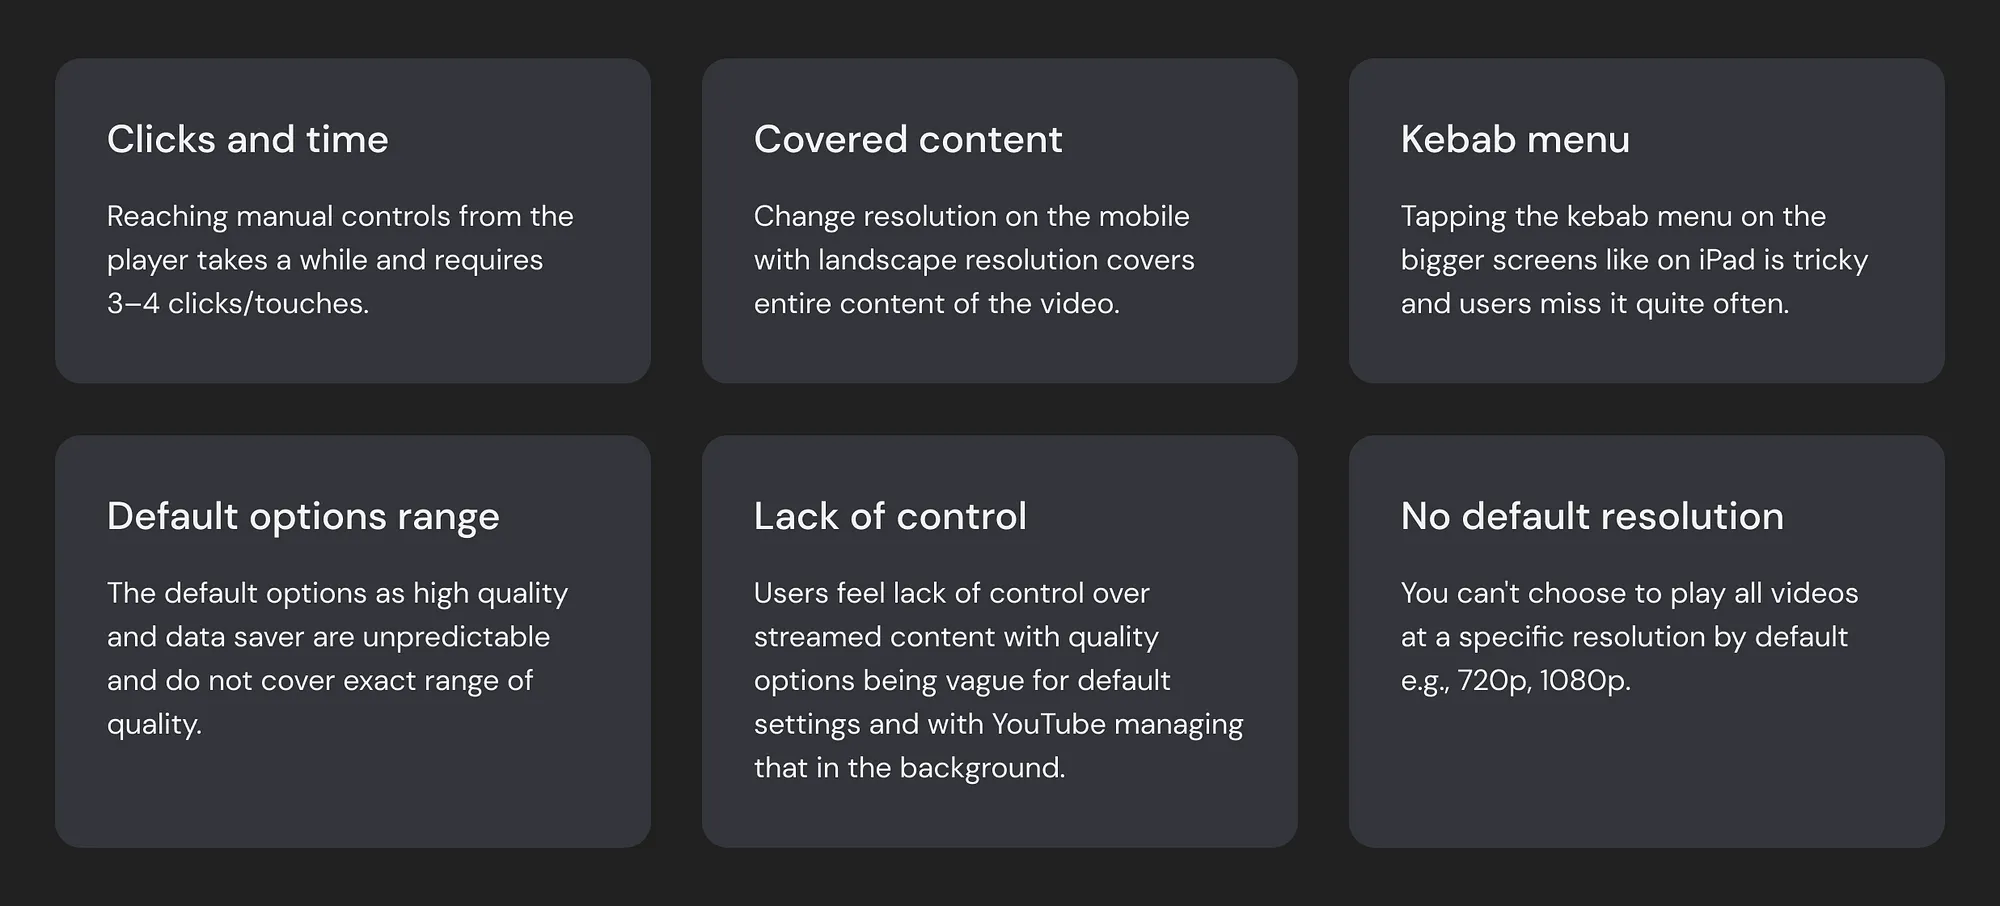 Clicks and time
Reaching manual controls from the
player takes a while and requires
3–4 clicks/touches.
Covered content
Change resolution on the mobile
with landscape resolution covers
entire content of the video.
Kebab menu
Tapping the kebab menu on the
bigger screens like on iPad is tricky
and users miss it quite often.
Default options range
The default options as high quality
and data saver are unpredictable
and do not cover exact range of
quality.
Lack of control
Users feel lack of control over
streamed content with quality
options being vague for default
settings and with YouTube managing
that in the background.
No default resolution
You can't choose to play all videos
at a specific resolution by default
e.g., 720p, 1080p.